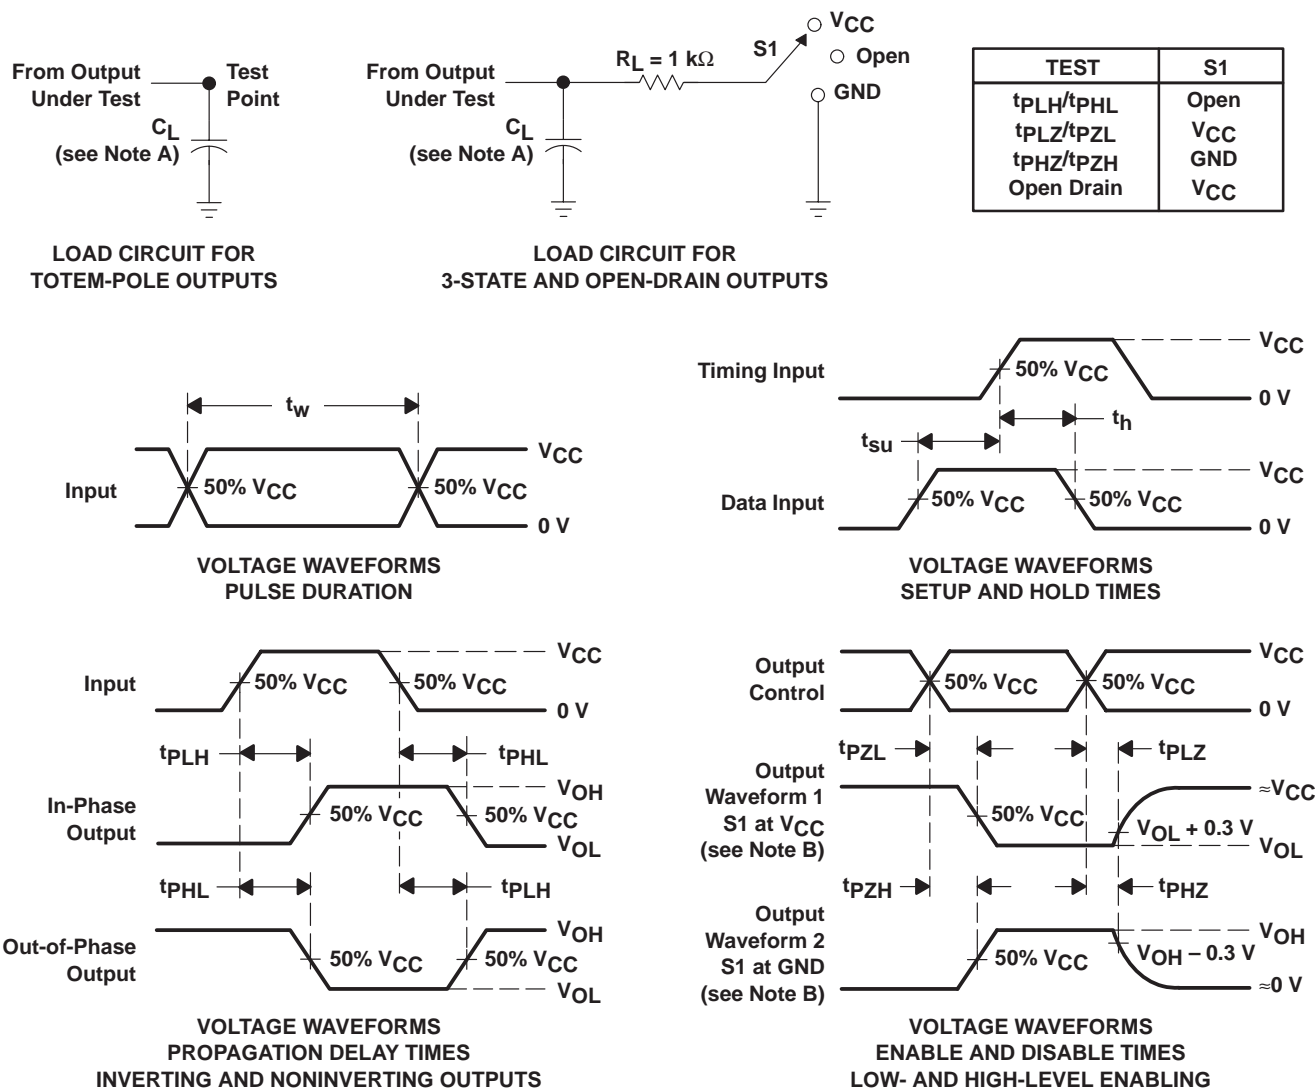 From Output
Under Test
Test
Point
CL
(see Note A)
LOAD CIRCUIT FOR
TOTEM-POLE OUTPUTS
From Output
Under Test
RL = 1 kΩ
S1
VCC
Open
GND
CL
(see Note A)
LOAD CIRCUIT FOR
3-STATE AND OPEN-DRAIN OUTPUTS
TEST S1
tPLH/tPHL Open
tPLZ/tPZL VCC
tPHZ/tPZH GND
Open Drain VCC
tw
Input
50% VCC
50% VCC
VCC
0 V
VOLTAGE WAVEFORMS
PULSE DURATION
Timing Input
50% VCC
VCC
0 V
tsu
th
Data Input
50% VCC
50% VCC
VCC
0 V
VOLTAGE WAVEFORMS
SETUP AND HOLD TIMES
Input
50% VCC
50% VCC
VCC
0 V
tPLH
tPHL
In-Phase
Output
50% VCC
50% VCC
VOH
VOL
tPHL
tPLH
Out-of-Phase
Output
50% VCC
50% VCC
VOH
VOL
VOLTAGE WAVEFORMS
PROPAGATION DELAY TIMES
INVERTING AND NONINVERTING OUTPUTS
Output
Control
50% VCC
50% VCC
VCC
0 V
tPZL
tPLZ
Output
Waveform 1
S1 at VCC
(see Note B)
50% VCC
VOL + 0.3 V
≈VCC
VOL
tPZH
tPHZ
Output
Waveform 2
S1 at GND
(see Note B)
50% VCC
VOH − 0.3 V
VOH
≈0 V
VOLTAGE WAVEFORMS
ENABLE AND DISABLE TIMES
LOW- AND HIGH-LEVEL ENABLING